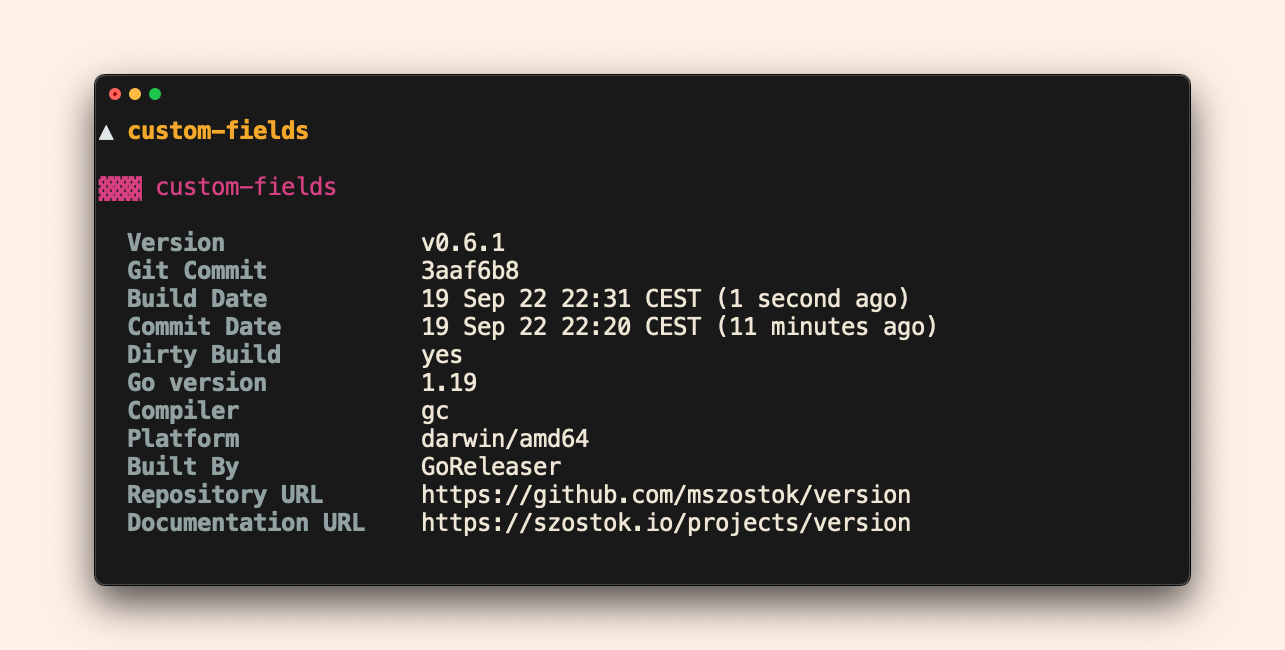 ▲ custom-fields
▓▓▓ custom-fields
Version v0.6.1
Git Commit 3aaf6b8
Build Date 19 Sep 22 22:31 CEST (1 second ago)
Commit Date 19 Sep 22 22:20 CEST (11 minutes ago)
Dirty Build yes
Go version 1.19
Compiler gc
Platform darwin/amd64
Built By GoReleaser
Repository URL https://github.com/mszostok/version
Documentation URL https://szostok.io/projects/version